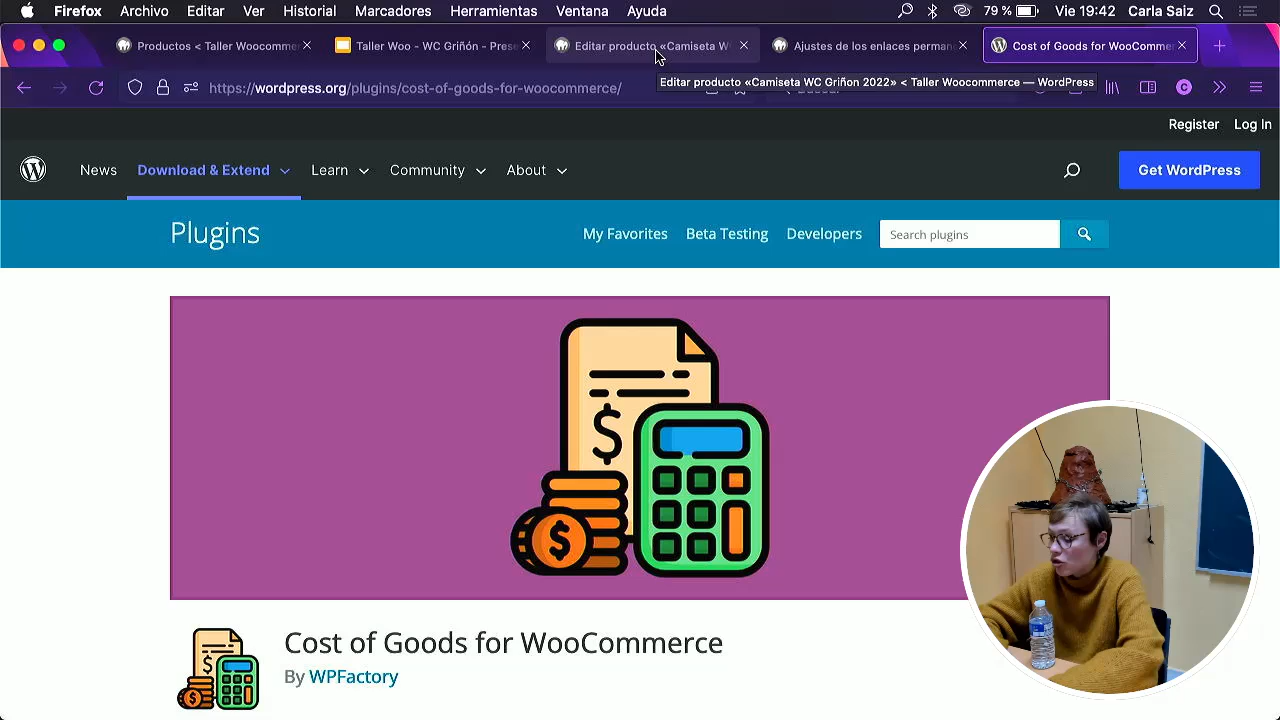 Firefox Archivo Editar Ver Historial Marcadores Herramientas Ventana Ayuda 79 % Vie 19:42 Carla Saiz
Productos < Taller Woocomme Taller Woo - WC Griñón - Prese Editar producto «Camiseta W Ajustes de los enlaces perman Cost of Goods for WooComme
https://wordpress.org/plugins/cost-of-goods-for-woocommerce/
Editar producto «Camiseta WC Griñon 2022» < Taller Woocommerce — WordPress
Register Log In
News Download & Extend Learn Community About Get WordPress
Plugins My Favorites Beta Testing Developers Search plugins
Cost of Goods for WooCommerce
By WPFactory